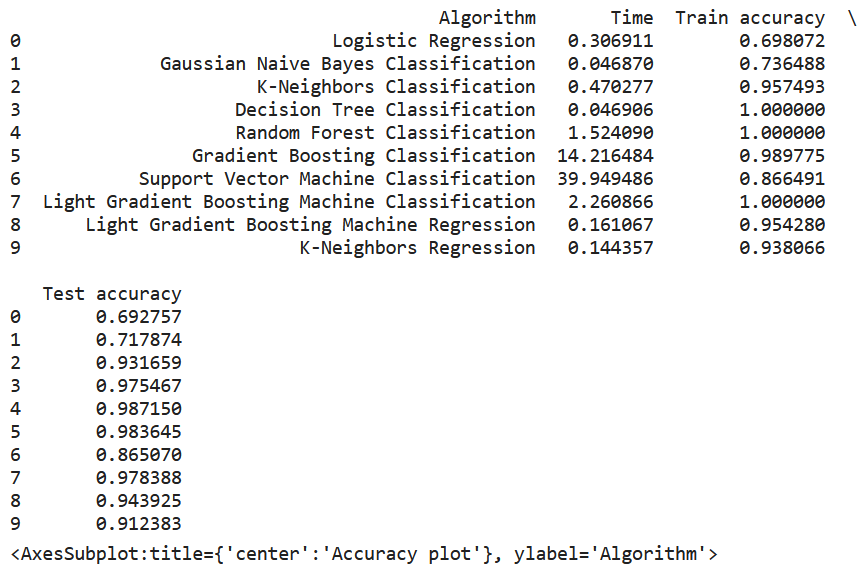 Algorithm Time Train accuracy \
0 Logistic Regression 0.306911 0.698072
1 Gaussian Naive Bayes Classification 0.046870 0.736488
2 K-Neighbors Classification 0.470277 0.957493
3 Decision Tree Classification 0.046906 1.000000
4 Random Forest Classification 1.524090 1.000000
5 Gradient Boosting Classification 14.216484 0.989775
6 Support Vector Machine Classification 39.949486 0.866491
7 Light Gradient Boosting Machine Classification 2.260866 1.000000
8 Light Gradient Boosting Machine Regression 0.161067 0.954280
9 K-Neighbors Regression 0.144357 0.938066
Test accuracy
0 0.692757
1 0.717874
2 0.931659
3 0.975467
4 0.987150
5 0.983645
6 0.865070
7 0.978388
8 0.943925
9 0.912383
<AxesSubplot:title={'center':'Accuracy plot'}, ylabel='Algorithm'>